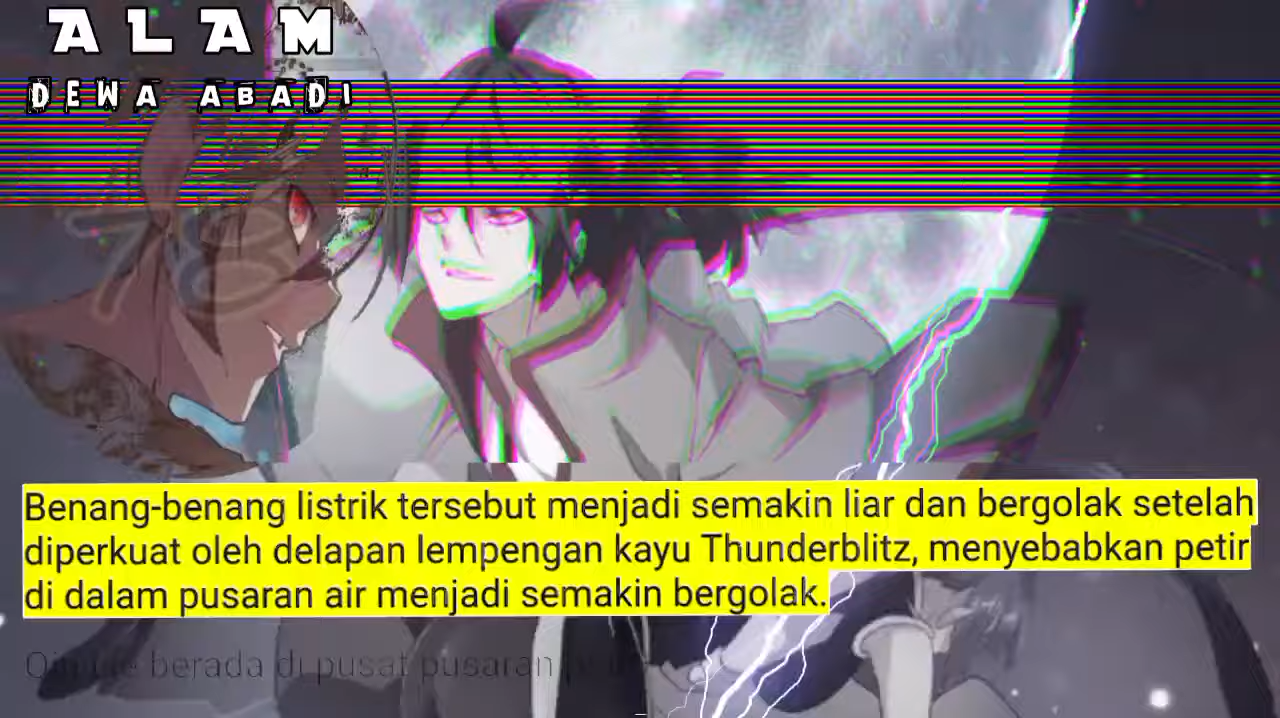 ALAM
DEWA ABADI
Benang-benang listrik tersebut menjadi semakin liar dan bergolak setelah
diperkuat oleh delapan lempengan kayu Thunderblitz, menyebabkan petir
di dalam pusaran air menjadi semakin bergolak.
berada di pusat pusaran